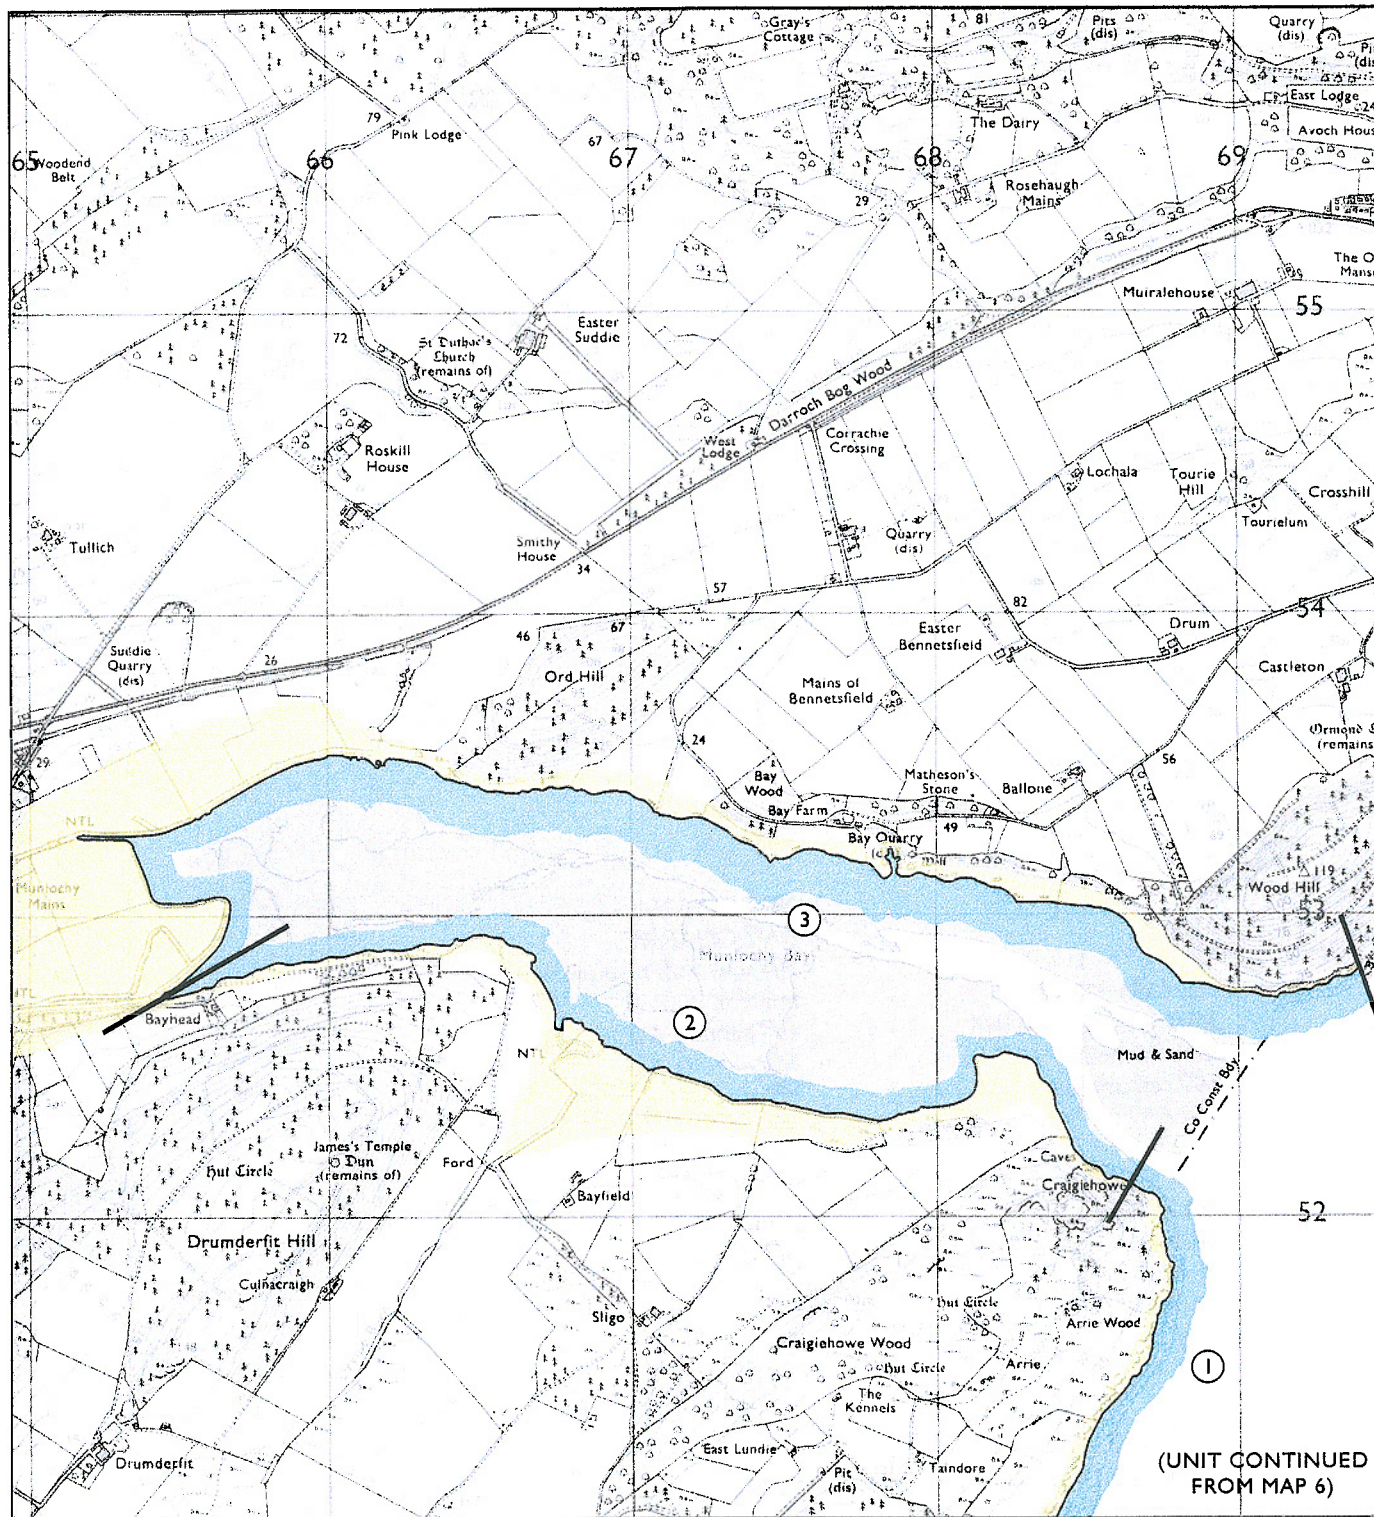 Gray's
Cottage
81
Pits
(dis)
Quarry
(dis)
79
Pink Lodge
67
The Dairy
East Lodge
24
Avoch Hous
65
Woodend
Belt
66
67
68
69
29
Rosehaugh
Mains
The O
Mans
Muiralehouse
55
72
St Duthac's
Church
(remains of)
Easter
Suddie
Darroch Bog Wood
West
Lodge
Corrachie
Crossing
Roskill
House
Lochala
Tourie
Hill
Crosshill
Tourielum
Tullich
Smithy
House
34
Quarry
(dis)
57
82
54
46
67
Easter
Bennetsfield
Drum
Suddie
Quarry
(dis)
26
Ord Hill
Mains of
Bennetsfield
Castleton
Ormond
(remains
24
29
56
Bay
Wood
Matheson's
Stone
Ballone
Bay Farm
49
NTL
Bay Quarry
119
Wood Hill
Munlochy
Mains
53
3
Munlochy Bay
NTL
Bayhead
2
NTL
Mud & Sand
Co Const Bdy
James's Temple
Dun
(remains of)
Hut Circle
Ford
Bayfield
Caves
Craigiehowe
52
Drumderfit Hill
Culnacraigh
Sligo
Hut Circle
Arrie Wood
Craigiehowe Wood
Hut Circle
Arrie
1
The
Kennels
East Lundie
Drumderfit
Pit
(dis)
Taindore
(UNIT CONTINUED
FROM MAP 6)